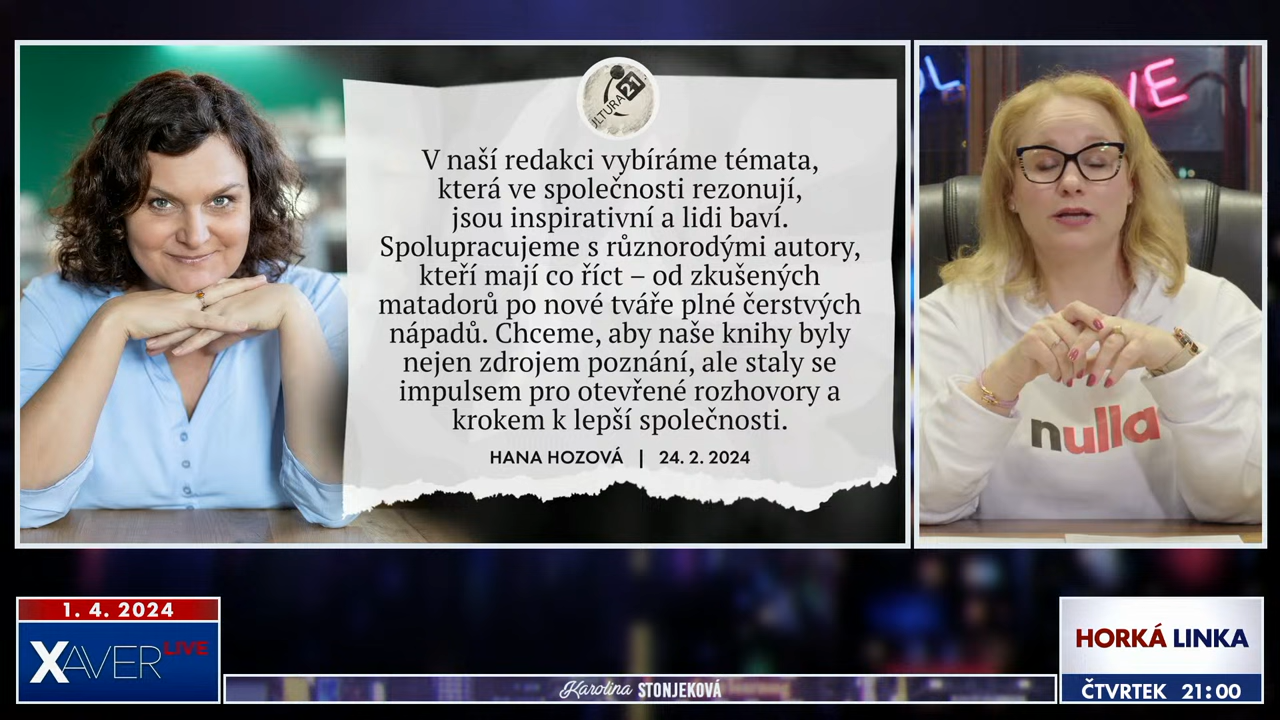 ULTURA 21
V naší redakci vybíráme témata,
která ve společnosti rezonují,
jsou inspirativní a lidi baví.
Spolupracujeme s různorodými autory,
kteří mají co říct – od zkušených
matadorů po nové tváře plné čerstvých
nápadů. Chceme, aby naše knihy byly
nejen zdrojem poznání, ale staly se
impulsem pro otevřené rozhovory a
krokem k lepší společnosti.
HANA HOZOVÁ | 24. 2. 2024
nulla
1. 4. 2024
XAVER LIVE
Karolina STONJEKOVÁ
HORKÁ LINKA
ČTVRTEK 21:00